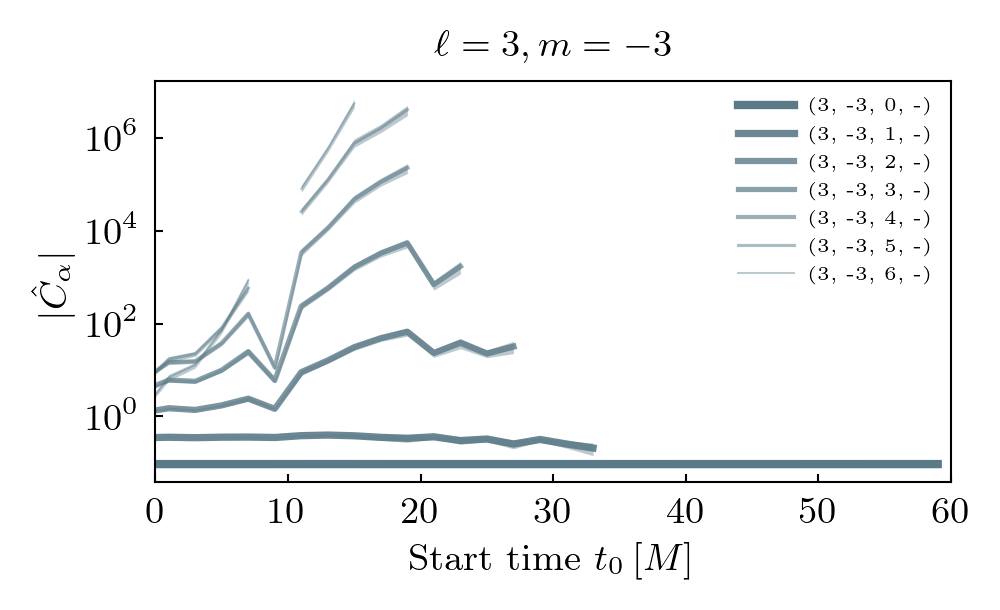 ℓ = 3, m = −3
|Ĉ_α|
10^6
10^4
10^2
10^0
(3, -3, 0, -)
(3, -3, 1, -)
(3, -3, 2, -)
(3, -3, 3, -)
(3, -3, 4, -)
(3, -3, 5, -)
(3, -3, 6, -)
0 10 20 30 40 50 60
Start time t_0 [M]